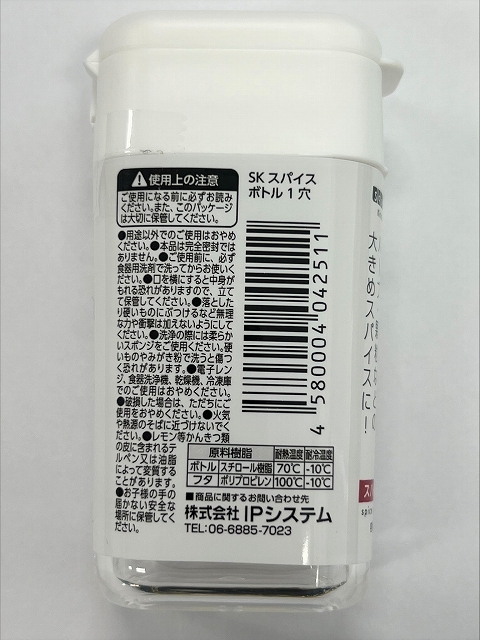 使用上の注意
ご使用になる前に必ずお読み
ください。また、このパッケージ
は大切に保管してください。
●用途以外でのご使用はおやめ
ください。●本品は完全密封では
ありません。●ご使用前に、必ず
食器用洗剤で洗ってからお使いく
ださい。●口を横にすると中身が
もれる恐れがありますので、立て
て保管してください。●落とした
り硬いものにぶつけるなど無理
な力や衝撃は加えないようにして
ください。●洗浄の際には柔らか
いスポンジをご使用ください。硬
いものやみがき粉で洗うと傷つ
く恐れがあります。●電子レン
ジ、食器洗浄機、乾燥機、冷凍庫
でのご使用はおやめください。
●破損した場合は、ただちにご
使用をおやめください。●火気
や熱源のそばに近づけないでく
ださい。●レモン等かんきつ類
の皮に含まれるテ
ルペン又は油脂
によって変質する
ことがあります。
●お子様の手の
届かない安全な
場所に保管してく
ださい。
SK スパイス
ボトル 1 穴
4 580004 042511
原料樹脂 耐熱温度 耐冷温度
ボトル スチロール樹脂 70℃ -10℃
フタ ポリプロピレン 100℃ -10℃
■商品に関するお問い合わせ先
株式会社 IPシステム
TEL:06-6885-7023
大きめスパイスに!